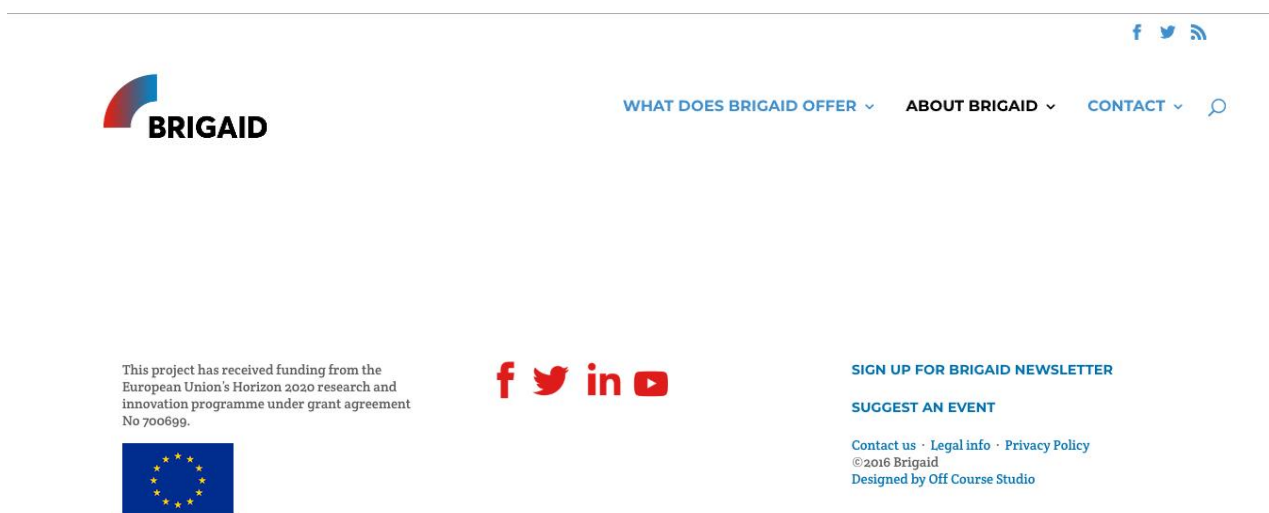 BRIGAID
WHAT DOES BRIGAID OFFER
ABOUT BRIGAID
CONTACT
This project has received funding from the
European Union's Horizon 2020 research and
innovation programme under grant agreement
No 700699.
SIGN UP FOR BRIGAID NEWSLETTER
SUGGEST AN EVENT
Contact us · Legal info · Privacy Policy
©2016 Brigaid
Designed by Off Course Studio